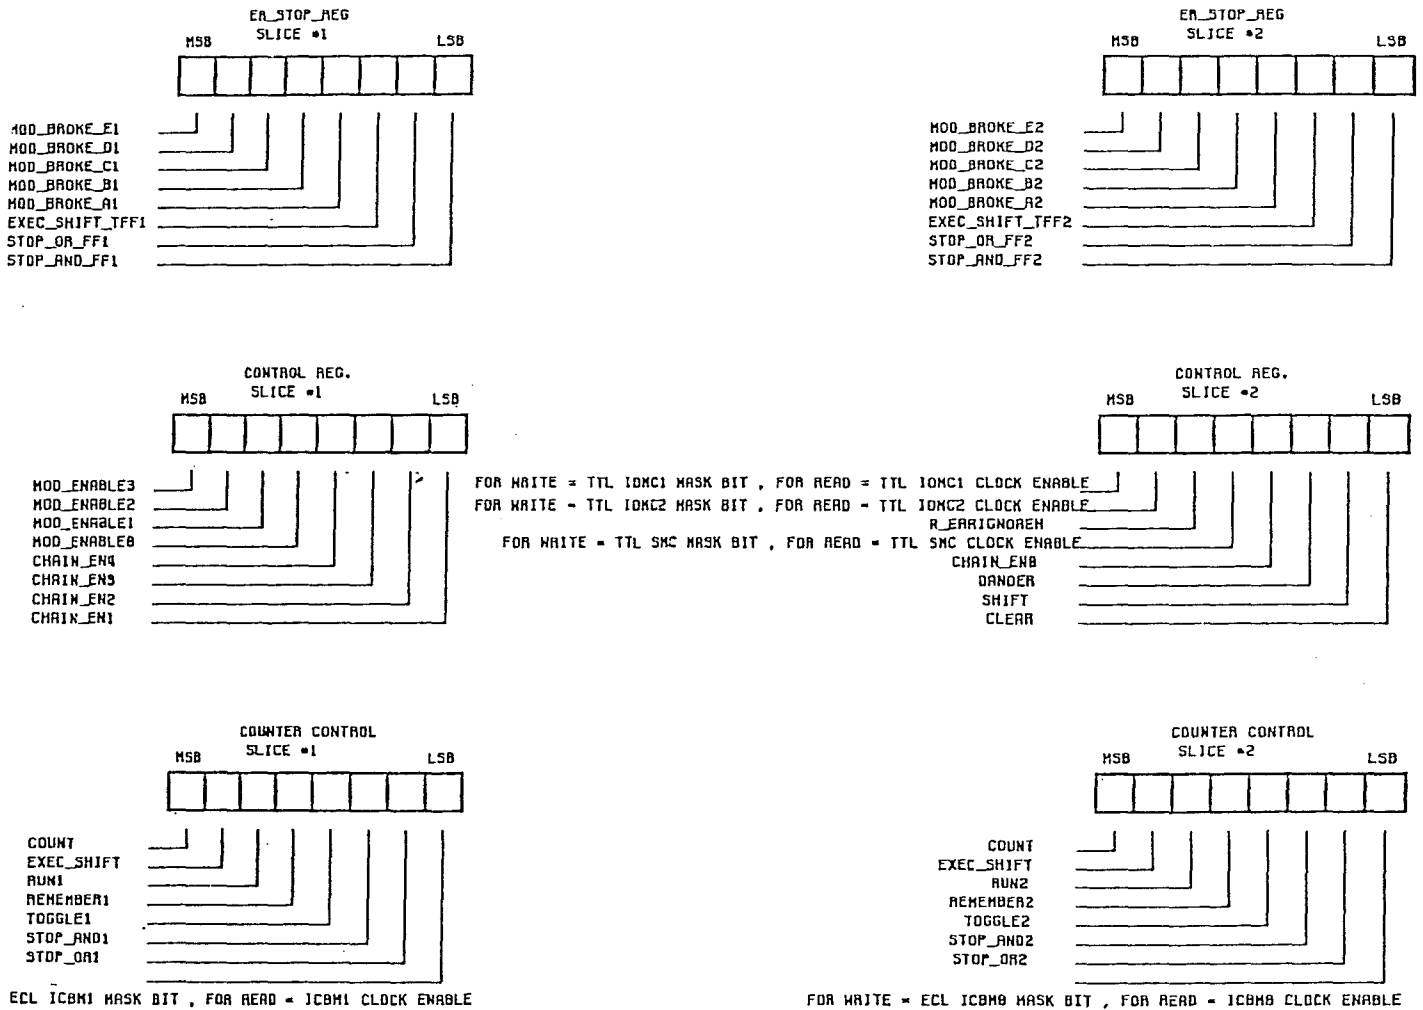 ER_STOP_REG
SLICE #1
MSB LSB
MOD_BROKE_E1
MOD_BROKE_D1
MOD_BROKE_C1
MOD_BROKE_B1
MOD_BROKE_A1
EXEC_SHIFT_TFF1
STOP_OR_FF1
STOP_AND_FF1
ER_STOP_REG
SLICE #2
MSB LSB
MOD_BROKE_E2
MOD_BROKE_D2
MOD_BROKE_C2
MOD_BROKE_B2
MOD_BROKE_A2
EXEC_SHIFT_TFF2
STOP_OR_FF2
STOP_AND_FF2
CONTROL REG.
SLICE #1
MSB LSB
MOD_ENABLE3
MOD_ENABLE2
MOD_ENABLE1
MOD_ENABLE0
CHAIN_EN4
CHAIN_EN3
CHAIN_EN2
CHAIN_EN1
CONTROL REG.
SLICE #2
MSB LSB
FOR WRITE = TTL IOMC1 MASK BIT , FOR READ = TTL IOMC1 CLOCK ENABLE
FOR WRITE = TTL IOMC2 MASK BIT , FOR READ = TTL IOMC2 CLOCK ENABLE
R_ERRIGNOREH
FOR WRITE = TTL SMC MASK BIT , FOR READ = TTL SMC CLOCK ENABLE
CHAIN_EN0
DANGER
SHIFT
CLEAR
COUNTER CONTROL
SLICE #1
MSB LSB
COUNT
EXEC_SHIFT
RUN1
REMEMBER1
TOGGLE1
STOP_AND1
STOP_OR1
ECL ICBM1 MASK BIT , FOR READ = ICBM1 CLOCK ENABLE
COUNTER CONTROL
SLICE #2
MSB LSB
COUNT
EXEC_SHIFT
RUN2
REMEMBER2
TOGGLE2
STOP_AND2
STOP_OR2
FOR WRITE = ECL ICBM0 MASK BIT , FOR READ = ICBM0 CLOCK ENABLE